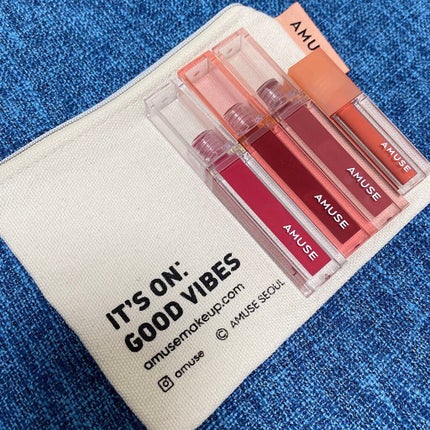 AMU
AMUSE
AMUSE
AMUSE
AMUSE
IT'S ON:
GOOD VIBES
amusemakeup.com
amuse
© AMUSE SEOUL